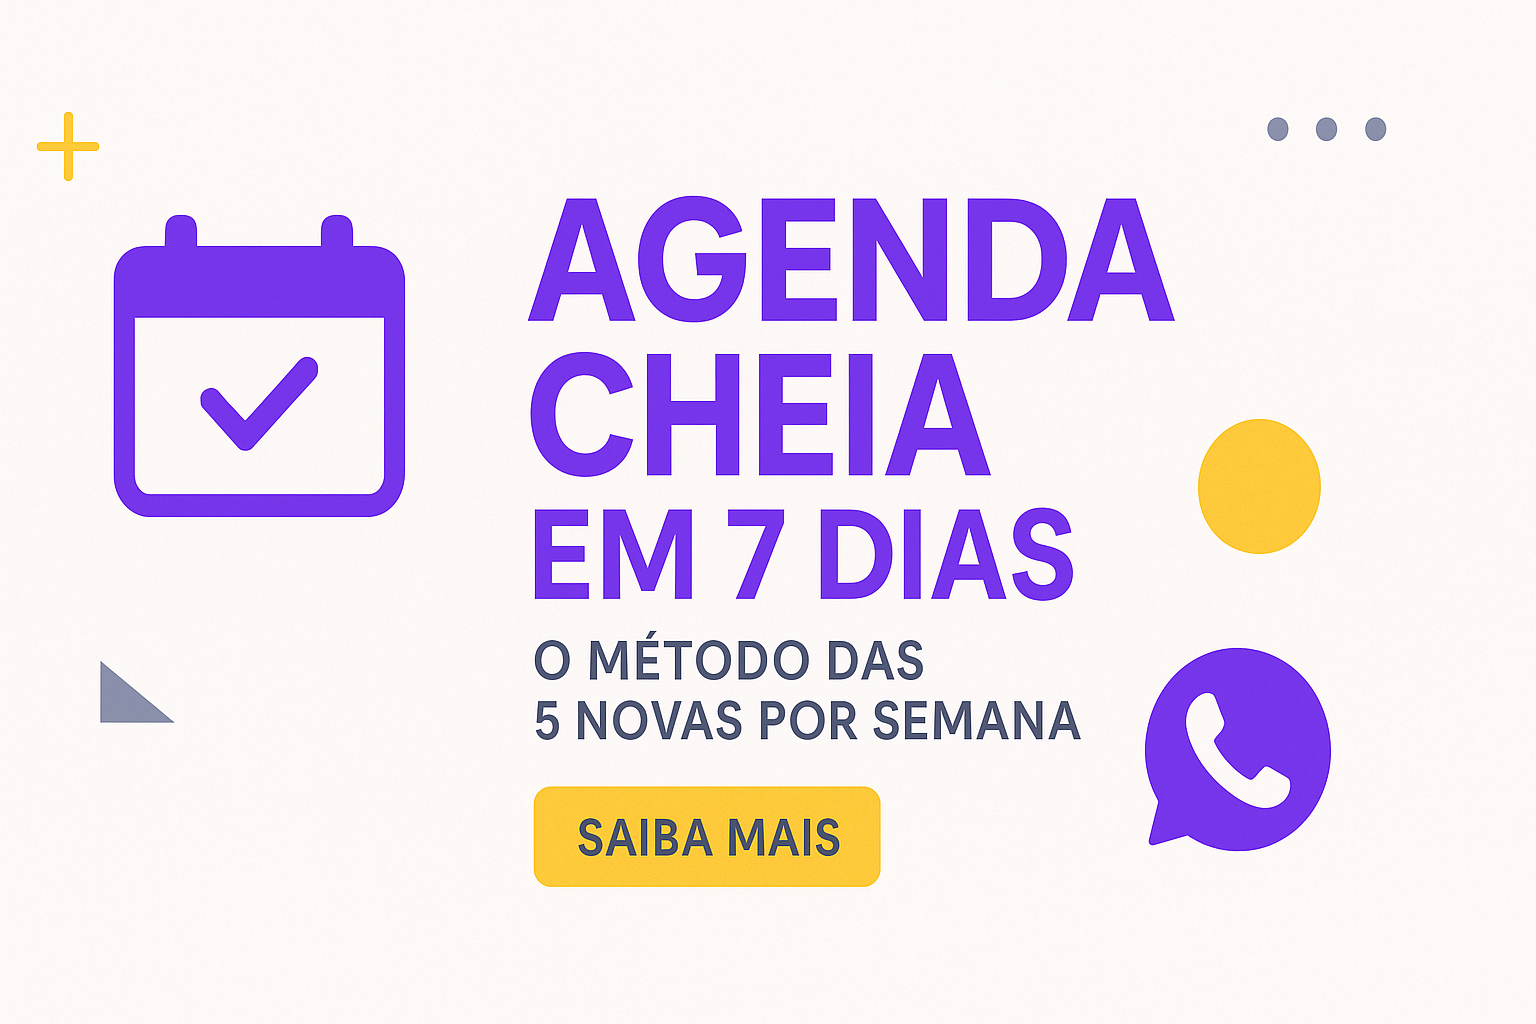 AGENDA
CHEIA
EM 7 DIAS
O MÉTODO DAS
5 NOVAS POR SEMANA
SAIBA MAIS